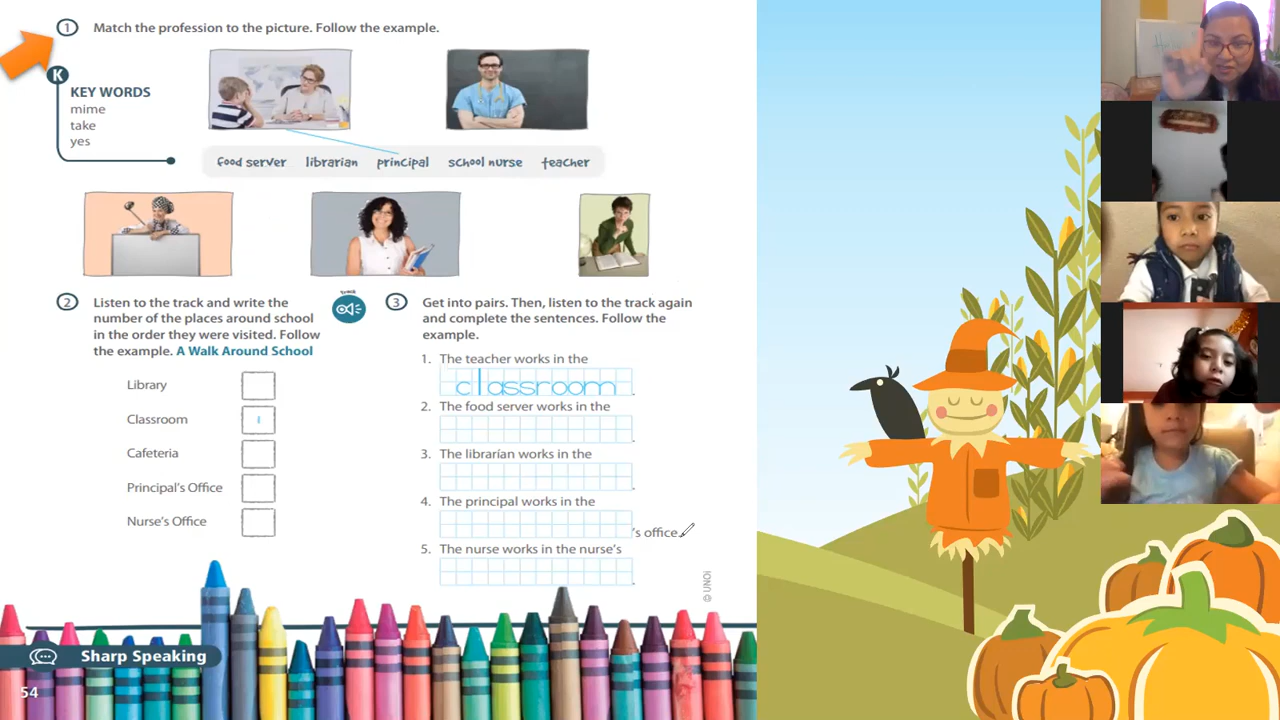 1 Match the profession to the picture. Follow the example.
K
KEY WORDS
mime
take
yes
food server librarian principal school nurse teacher
2 Listen to the track and write the
number of the places around school
in the order they were visited. Follow
the example. A Walk Around School
Library
Classroom 1
Cafeteria
Principal's Office
Nurse's Office
3 Get into pairs. Then, listen to the track again
and complete the sentences. Follow the
example.
1. The teacher works in the
classroom.
2. The food server works in the
.
3. The librarian works in the
.
4. The principal works in the
's office.
5. The nurse works in the nurse's
.
© UNOI
Sharp Speaking
54